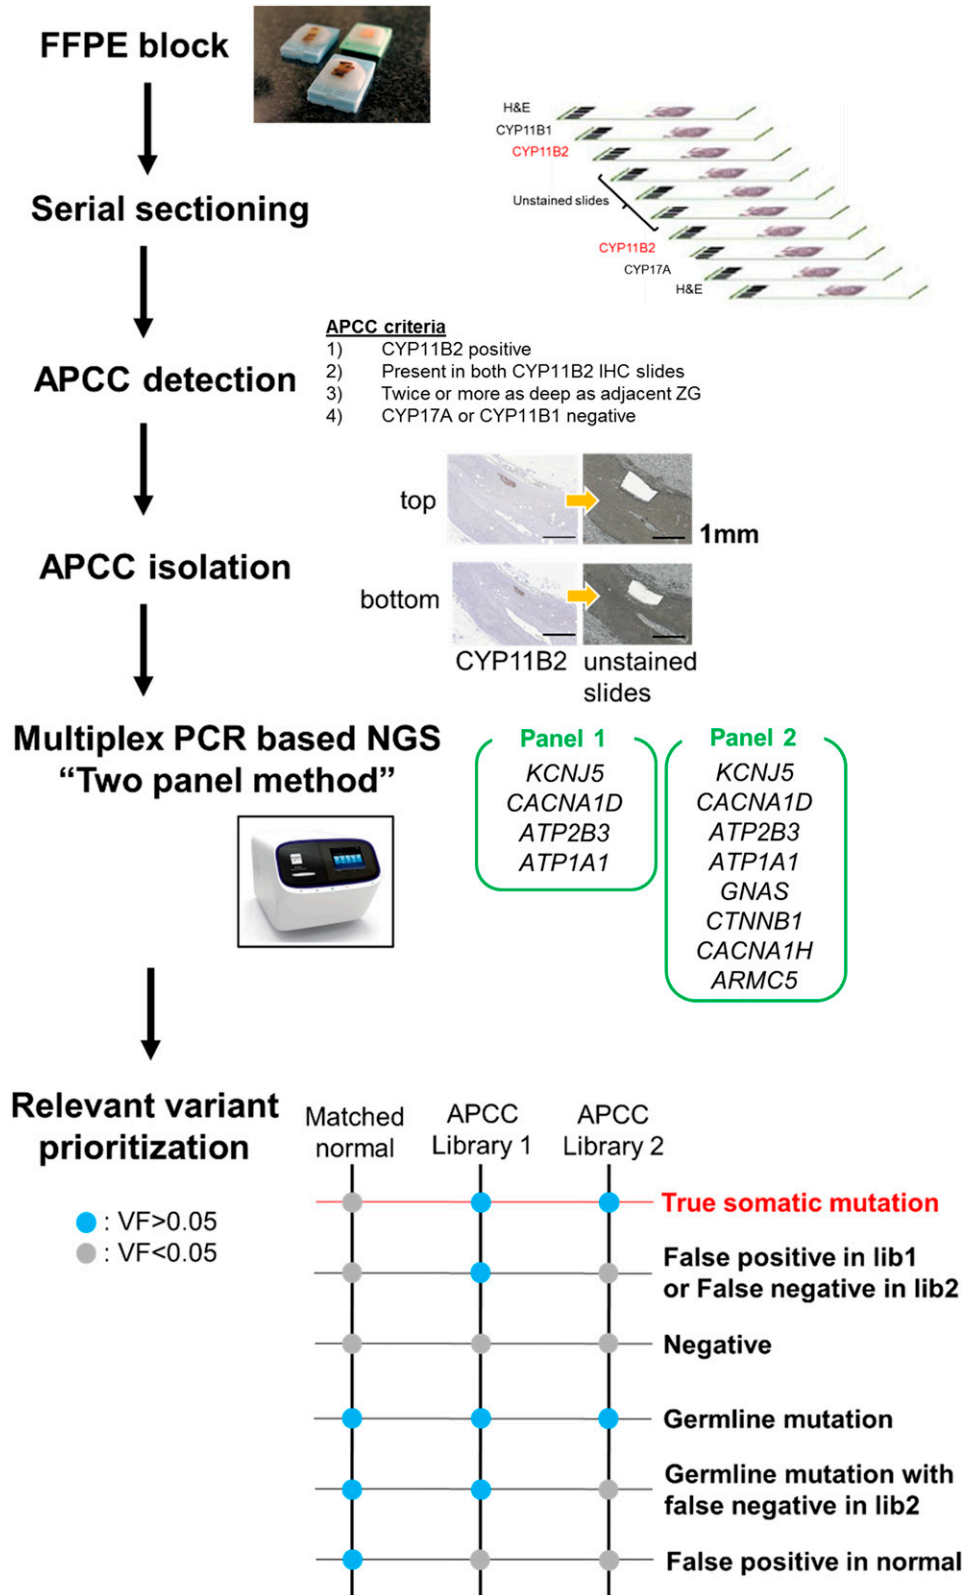 FFPE block
H&E
CYP11B1
CYP11B2
Unstained slides
CYP11B2
CYP17A
H&E
Serial sectioning
APCC criteria
1) CYP11B2 positive
2) Present in both CYP11B2 IHC slides
3) Twice or more as deep as adjacent ZG
4) CYP17A or CYP11B1 negative
APCC detection
top
1mm
APCC isolation
bottom
CYP11B2 unstained
slides
Multiplex PCR based NGS
“Two panel method”
Panel 1
KCNJ5
CACNA1D
ATP2B3
ATP1A1
Panel 2
KCNJ5
CACNA1D
ATP2B3
ATP1A1
GNAS
CTNNB1
CACNA1H
ARMC5
Relevant variant
prioritization
: VF>0.05
: VF<0.05
Matched
normal
APCC
Library 1
APCC
Library 2
True somatic mutation
False positive in lib1
or False negative in lib2
Negative
Germline mutation
Germline mutation with
false negative in lib2
False positive in normal